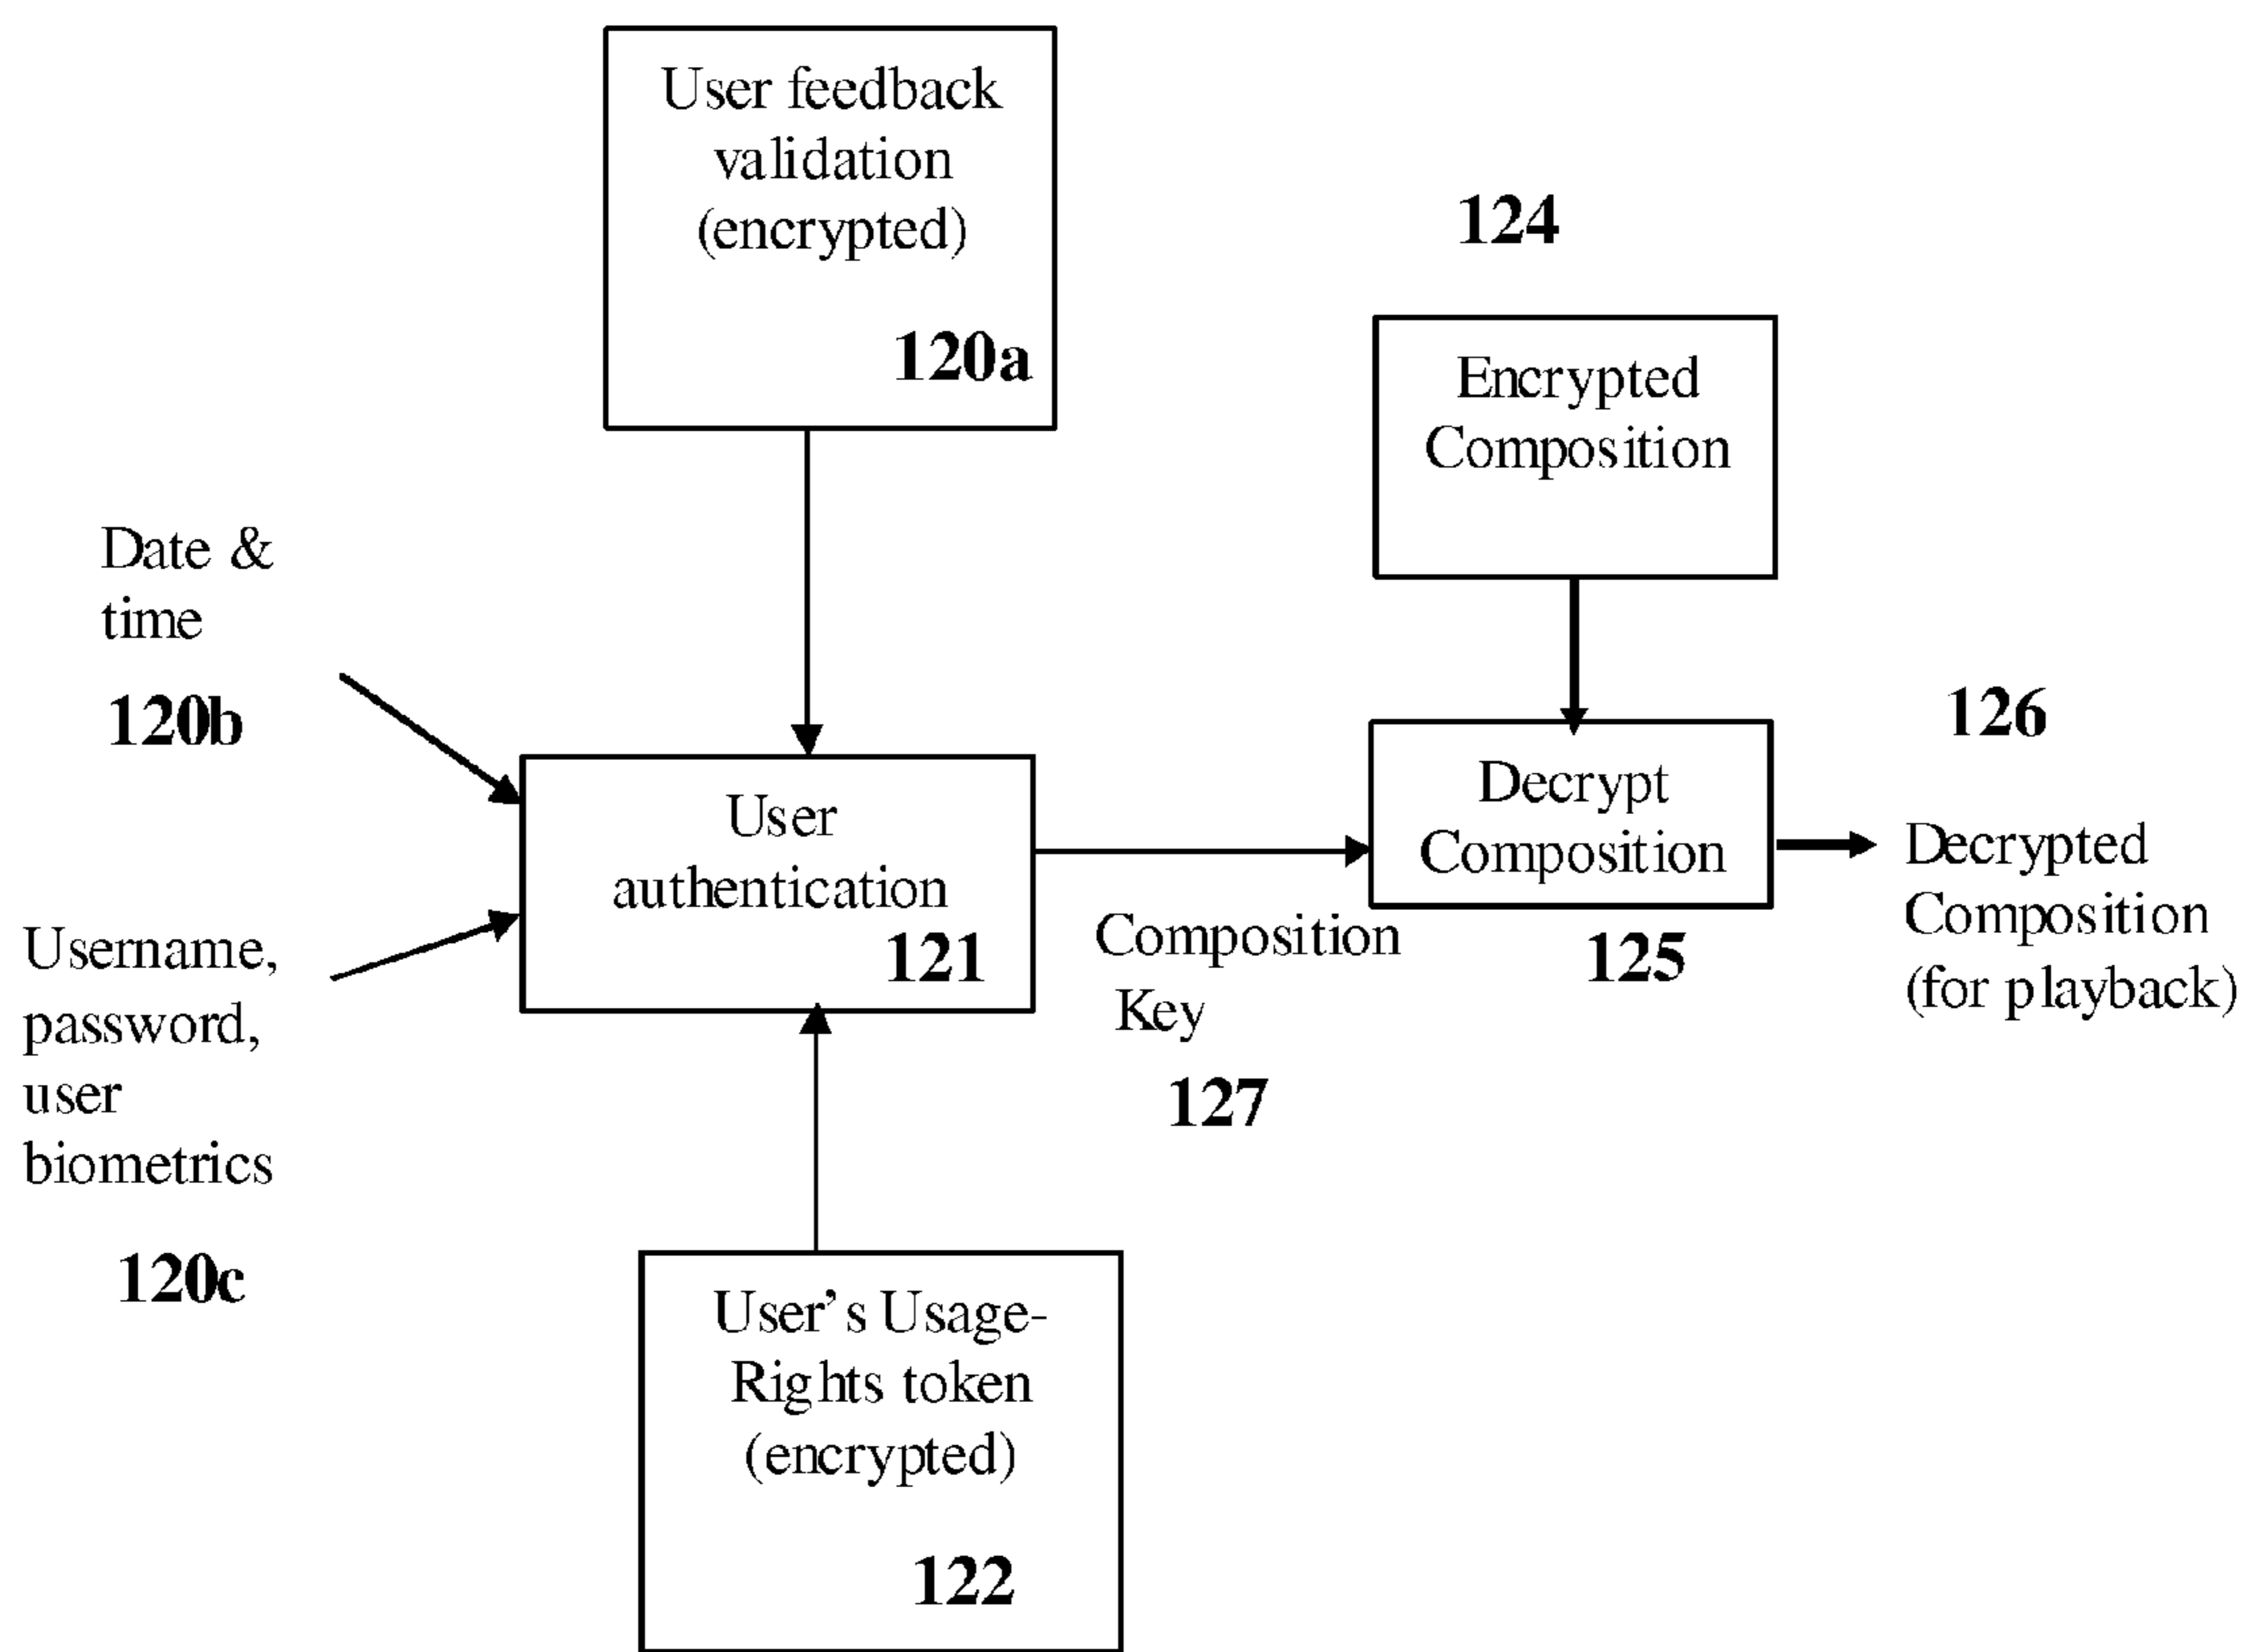 User feedback
validation
(encrypted)
120a
124
Encrypted
Composition
Date &
time
120b
126
User
authentication
121
Decrypt
Composition
125
Decrypted
Composition
(for playback)
Composition
Key
127
Username,
password,
user
biometrics
120c
User’s Usage-
Rights token
(encrypted)
122